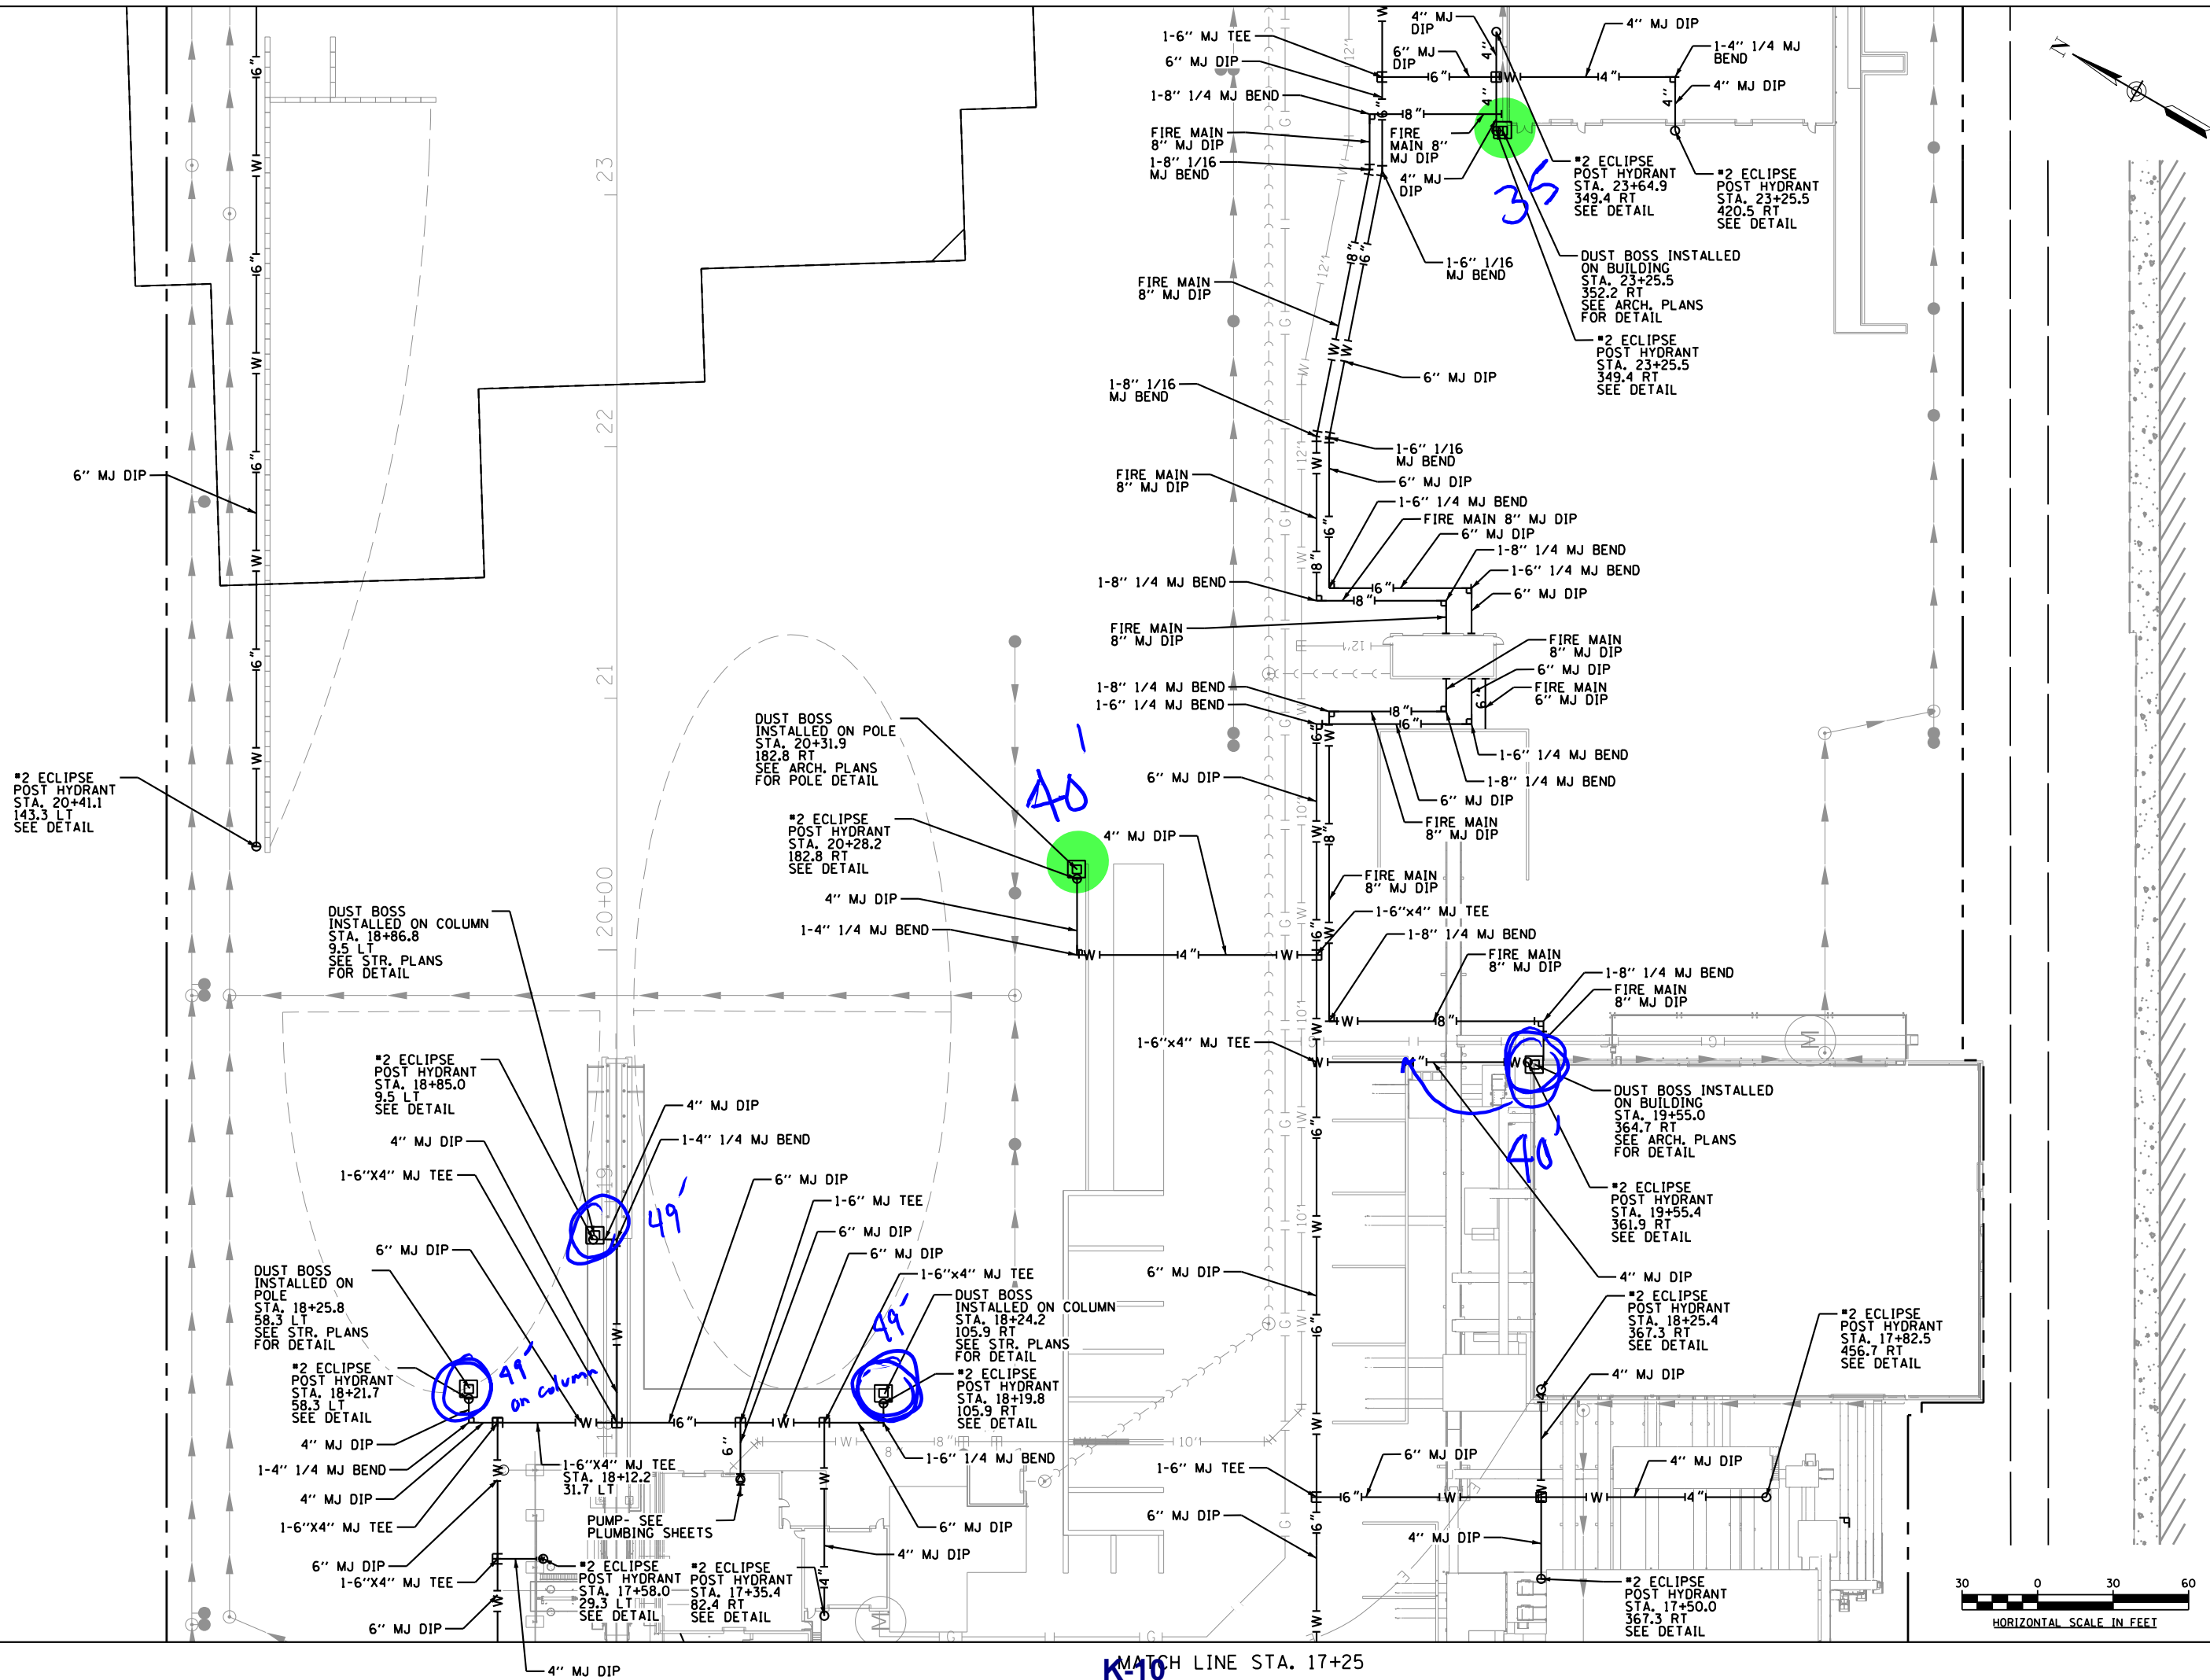 1-6" MJ TEE
6" MJ DIP
1-8" 1/4 MJ BEND
FIRE MAIN
8" MJ DIP
1-8" 1/16
MJ BEND
4" MJ
DIP
6" MJ
DIP
4" MJ DIP
1-4" 1/4 MJ
BEND
4" MJ DIP
FIRE
MAIN 8"
MJ DIP
4" MJ
DIP
N
35
#2 ECLIPSE
POST HYDRANT
STA. 23+64.9
349.4 RT
SEE DETAIL
#2 ECLIPSE
POST HYDRANT
STA. 23+25.5
420.5 RT
SEE DETAIL
DUST BOSS INSTALLED
ON BUILDING
STA. 23+25.5
352.2 RT
SEE ARCH. PLANS
FOR DETAIL
#2 ECLIPSE
POST HYDRANT
STA. 23+25.5
349.4 RT
SEE DETAIL
1-6" 1/16
MJ BEND
FIRE MAIN
8" MJ DIP
6" MJ DIP
1-8" 1/16
MJ BEND
23
22
21
20+00
19
1-6" 1/16
MJ BEND
6" MJ DIP
FIRE MAIN
8" MJ DIP
6" MJ DIP
1-6" 1/4 MJ BEND
FIRE MAIN 8" MJ DIP
6" MJ DIP
1-8" 1/4 MJ BEND
1-6" 1/4 MJ BEND
6" MJ DIP
1-8" 1/4 MJ BEND
FIRE MAIN
8" MJ DIP
FIRE MAIN
8" MJ DIP
6" MJ DIP
FIRE MAIN
6" MJ DIP
1-8" 1/4 MJ BEND
1-6" 1/4 MJ BEND
1-6" 1/4 MJ BEND
1-8" 1/4 MJ BEND
6" MJ DIP
6" MJ DIP
FIRE MAIN
8" MJ DIP
DUST BOSS
INSTALLED ON POLE
STA. 20+31.9
182.8 RT
SEE ARCH. PLANS
FOR POLE DETAIL
40'
#2 ECLIPSE
POST HYDRANT
STA. 20+41.1
143.3 LT
SEE DETAIL
#2 ECLIPSE
POST HYDRANT
STA. 20+28.2
182.8 RT
SEE DETAIL
4" MJ DIP
4" MJ DIP
1-4" 1/4 MJ BEND
FIRE MAIN
8" MJ DIP
1-6"x4" MJ TEE
1-8" 1/4 MJ BEND
FIRE MAIN
8" MJ DIP
1-8" 1/4 MJ BEND
FIRE MAIN
8" MJ DIP
DUST BOSS
INSTALLED ON COLUMN
STA. 18+86.8
9.5 LT
SEE STR. PLANS
FOR DETAIL
1-6"x4" MJ TEE
#2 ECLIPSE
POST HYDRANT
STA. 18+85.0
9.5 LT
SEE DETAIL
4" MJ DIP
1-4" 1/4 MJ BEND
4" MJ DIP
1-6"X4" MJ TEE
6" MJ DIP
49'
6" MJ DIP
1-6" MJ TEE
6" MJ DIP
6" MJ DIP
DUST BOSS INSTALLED
ON BUILDING
STA. 19+55.0
364.7 RT
SEE ARCH. PLANS
FOR DETAIL
40'
#2 ECLIPSE
POST HYDRANT
STA. 19+55.4
361.9 RT
SEE DETAIL
4" MJ DIP
DUST BOSS
INSTALLED ON
POLE
STA. 18+25.8
58.3 LT
SEE STR. PLANS
FOR DETAIL
1-6"x4" MJ TEE
DUST BOSS
INSTALLED ON COLUMN
STA. 18+24.2
105.9 RT
SEE STR. PLANS
FOR DETAIL
49'
6" MJ DIP
#2 ECLIPSE
POST HYDRANT
STA. 18+25.4
367.3 RT
SEE DETAIL
#2 ECLIPSE
POST HYDRANT
STA. 17+82.5
456.7 RT
SEE DETAIL
#2 ECLIPSE
POST HYDRANT
STA. 18+21.7
58.3 LT
SEE DETAIL
49'
on column
#2 ECLIPSE
POST HYDRANT
STA. 18+19.8
105.9 RT
SEE DETAIL
4" MJ DIP
4" MJ DIP
1-4" 1/4 MJ BEND
4" MJ DIP
1-6"X4" MJ TEE
1-6"X4" MJ TEE
STA. 18+12.2
31.7 LT
1-6" 1/4 MJ BEND
1-6" MJ TEE
6" MJ DIP
4" MJ DIP
PUMP- SEE
PLUMBING SHEETS
6" MJ DIP
6" MJ DIP
4" MJ DIP
4" MJ DIP
6" MJ DIP
1-6"X4" MJ TEE
#2 ECLIPSE
POST HYDRANT
STA. 17+58.0
29.3 LT
SEE DETAIL
#2 ECLIPSE
POST HYDRANT
STA. 17+35.4
82.4 RT
SEE DETAIL
#2 ECLIPSE
POST HYDRANT
STA. 17+50.0
367.3 RT
SEE DETAIL
6" MJ DIP
4" MJ DIP
30 0 30 60
HORIZONTAL SCALE IN FEET
K-10
MATCH LINE STA. 17+25